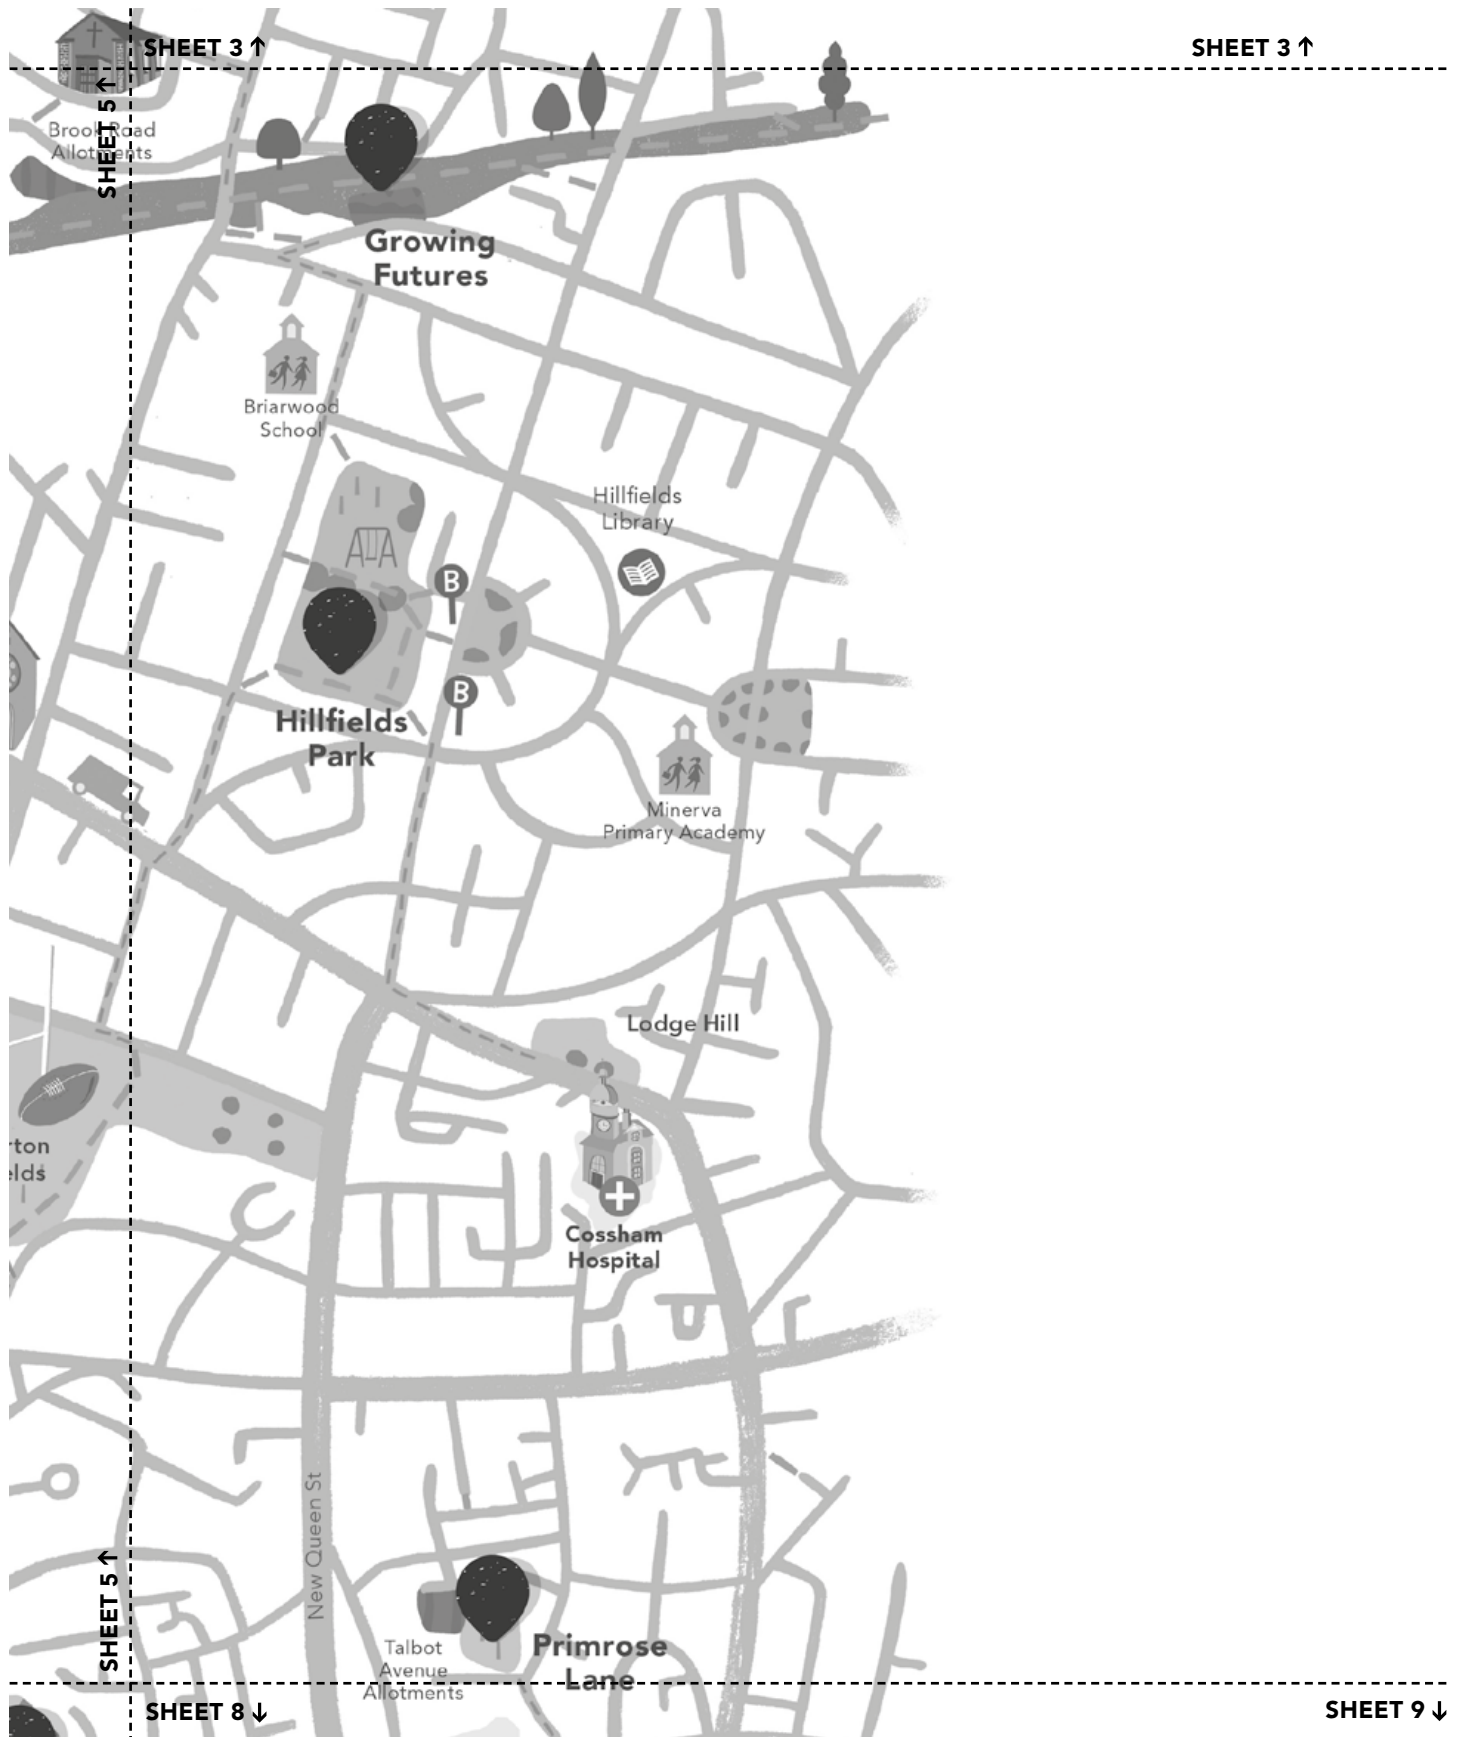 SHEET 3 ↑
SHEET 3 ↑
SHEET 5 ↑
Brook Road
Allotments
Growing
Futures
Briarwood
School
Hillfields
Library
B
B
Hillfields
Park
Minerva
Primary Academy
Lodge Hill
rton
elds
Cossham
Hospital
New Queen St
SHEET 5 ↑
Talbot
Avenue
Allotments
Primrose
Lane
SHEET 8 ↓
SHEET 9 ↓